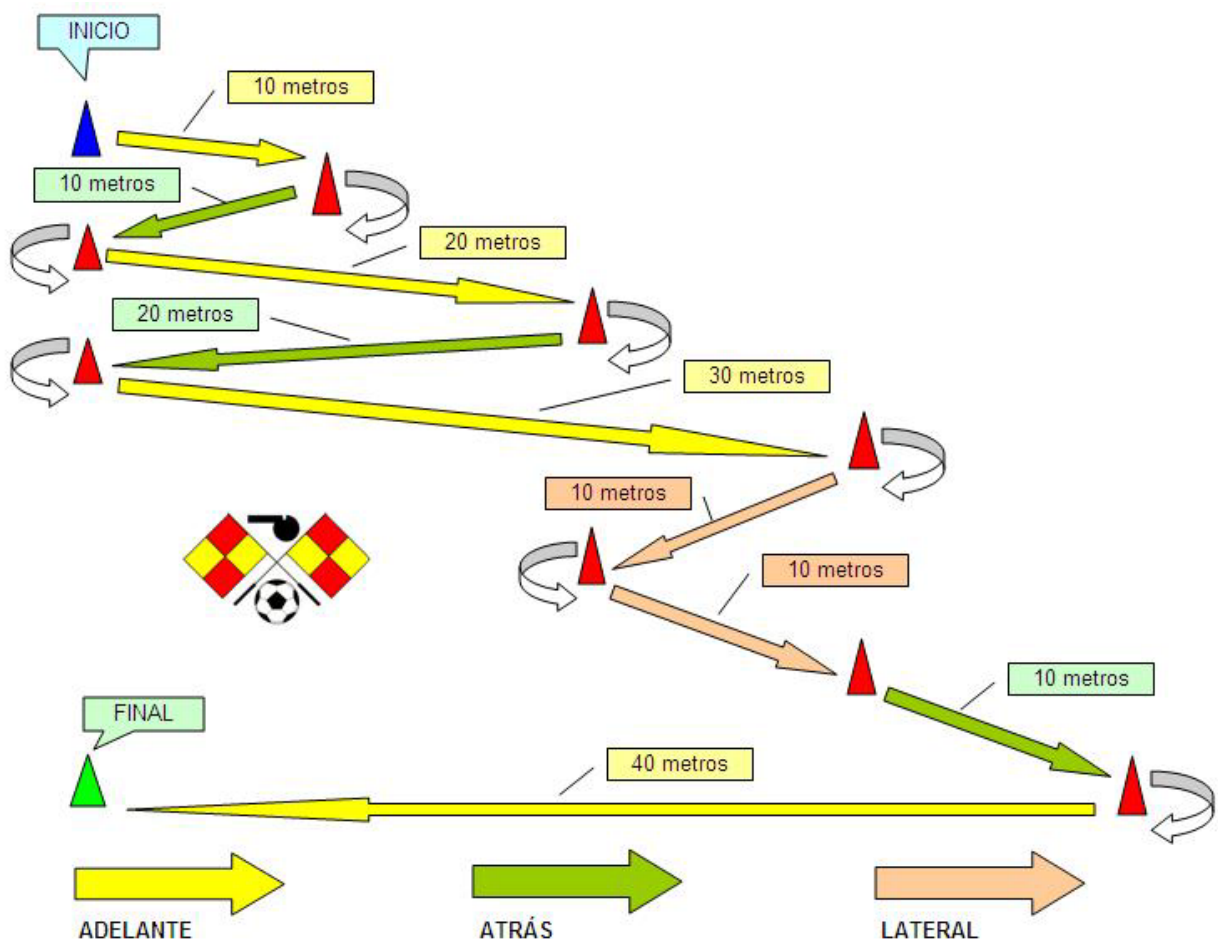 INICIO
10 metros
10 metros
20 metros
20 metros
30 metros
10 metros
10 metros
10 metros
FINAL
40 metros
ADELANTE
ATRÁS
LATERAL